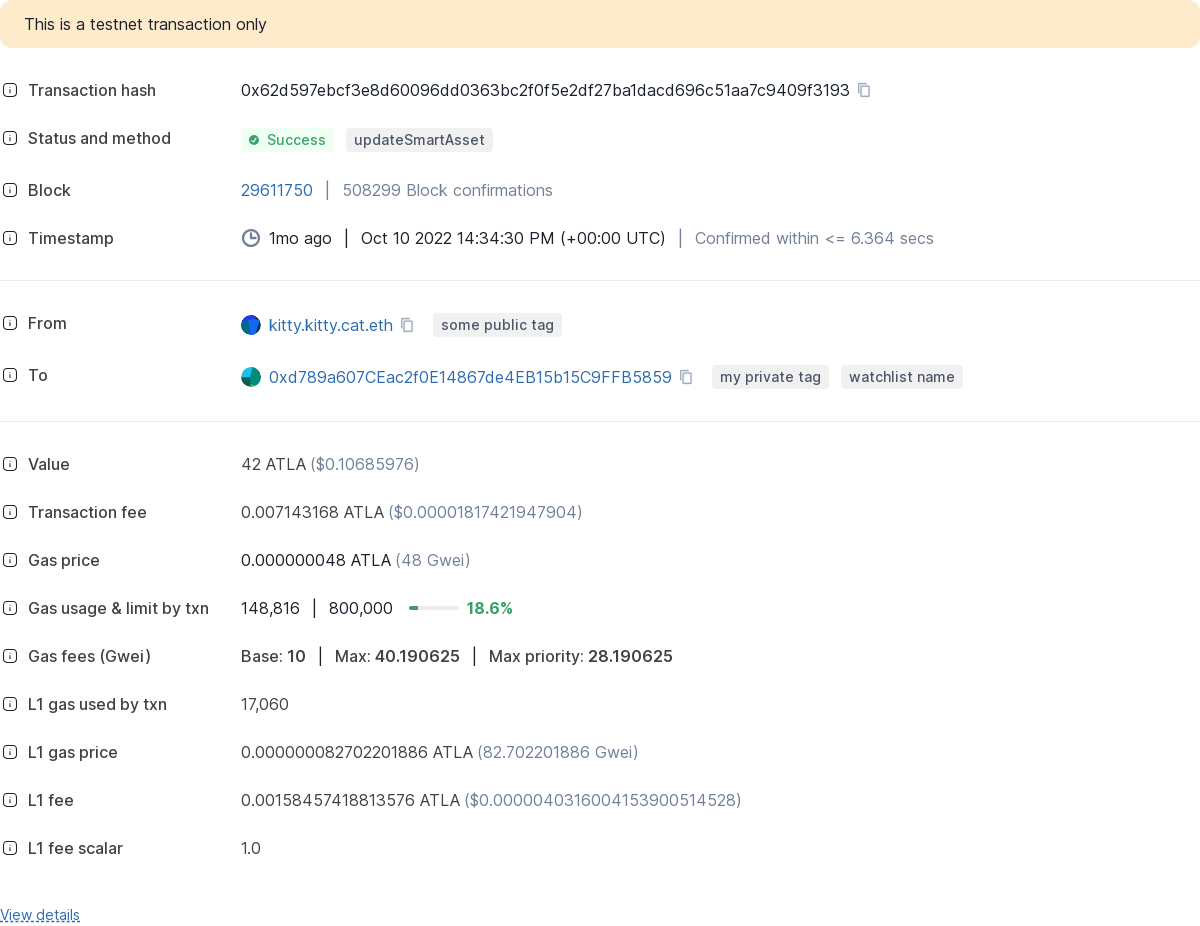 This is a testnet transaction only
Transaction hash 0x62d597ebcf3e8d60096dd0363bc2f0f5e2df27ba1dacd696c51aa7c9409f3193
Status and method Success updateSmartAsset
Block 29611750 | 508299 Block confirmations
Timestamp 1mo ago | Oct 10 2022 14:34:30 PM (+00:00 UTC) | Confirmed within <= 6.364 secs
From kitty.kitty.cat.eth some public tag
To 0xd789a607CEac2f0E14867de4EB15b15C9FFB5859 my private tag watchlist name
Value 42 ATLA ($0.10685976)
Transaction fee 0.007143168 ATLA ($0.00001817421947904)
Gas price 0.000000048 ATLA (48 Gwei)
Gas usage & limit by txn 148,816 | 800,000 18.6%
Gas fees (Gwei) Base: 10 | Max: 40.190625 | Max priority: 28.190625
L1 gas used by txn 17,060
L1 gas price 0.000000082702201886 ATLA (82.702201886 Gwei)
L1 fee 0.00158457418813576 ATLA ($0.0000040316004153900514528)
L1 fee scalar 1.0
View details